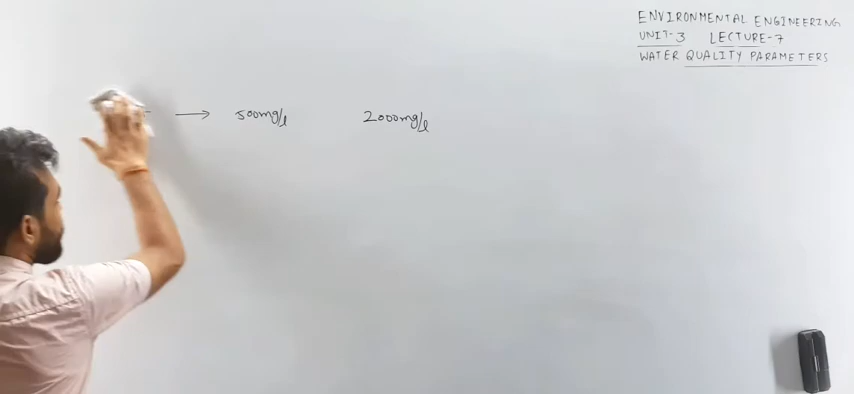 ENVIRONMENTAL ENGINEERING
UNIT-3 LECTURE-7
WATER QUALITY PARAMETERS
→ 500mg/l 2000mg/l